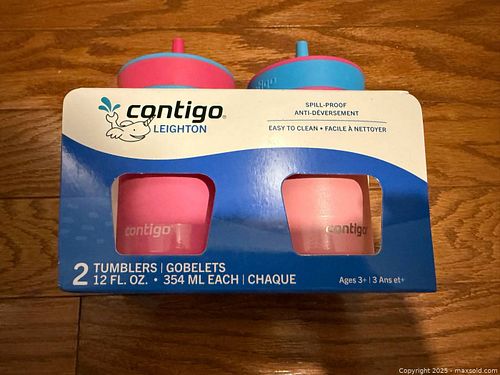 contigo®
LEIGHTON
SPILL-PROOF
ANTI-DÉVERSEMENT
EASY TO CLEAN • FACILE À NETTOYER
contigo
contigo
2 TUMBLERS | GOBELETS
12 FL. OZ. • 354 ML EACH | CHAQUE
Ages 3+ | 3 Ans et+
Copyright 2025 - maxsold.com